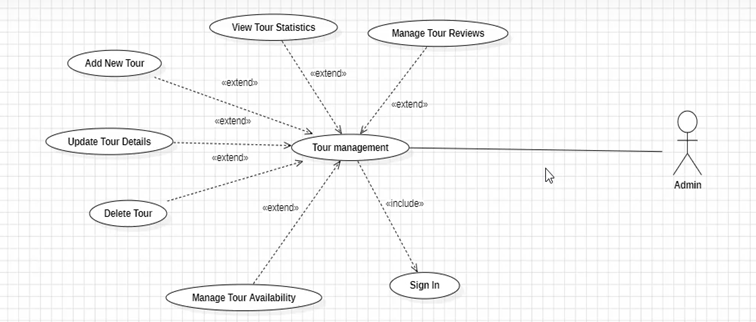 View Tour Statistics
Manage Tour Reviews
Add New Tour
«extend»
«extend»
«extend»
«extend»
Update Tour Details
Tour management
«extend»
Admin
Delete Tour
«extend»
«include»
Manage Tour Availability
Sign In